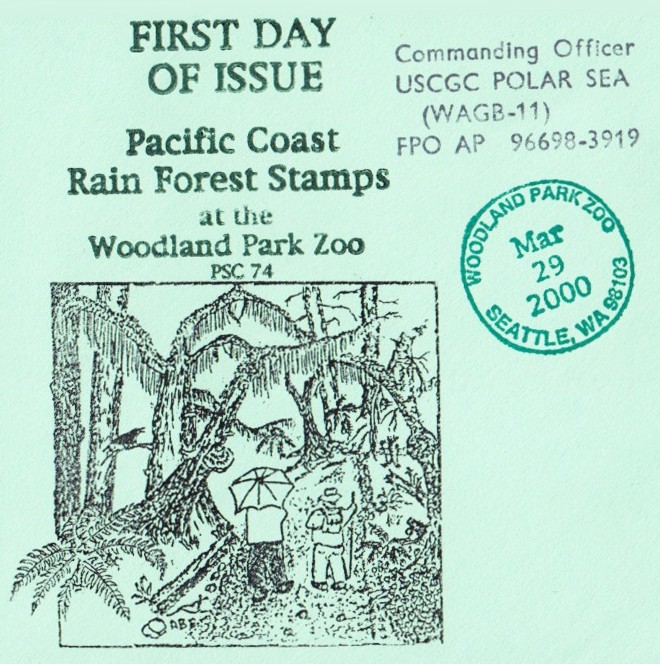 FIRST DAY
OF ISSUE
Pacific Coast
Rain Forest Stamps
at the
Woodland Park Zoo
PSC 74
Commanding Officer
USCGC POLAR SEA
(WAGB-11)
FPO AP 96698-3919
WOODLAND PARK ZOO
Mar
29
2000
SEATTLE, WA 98103